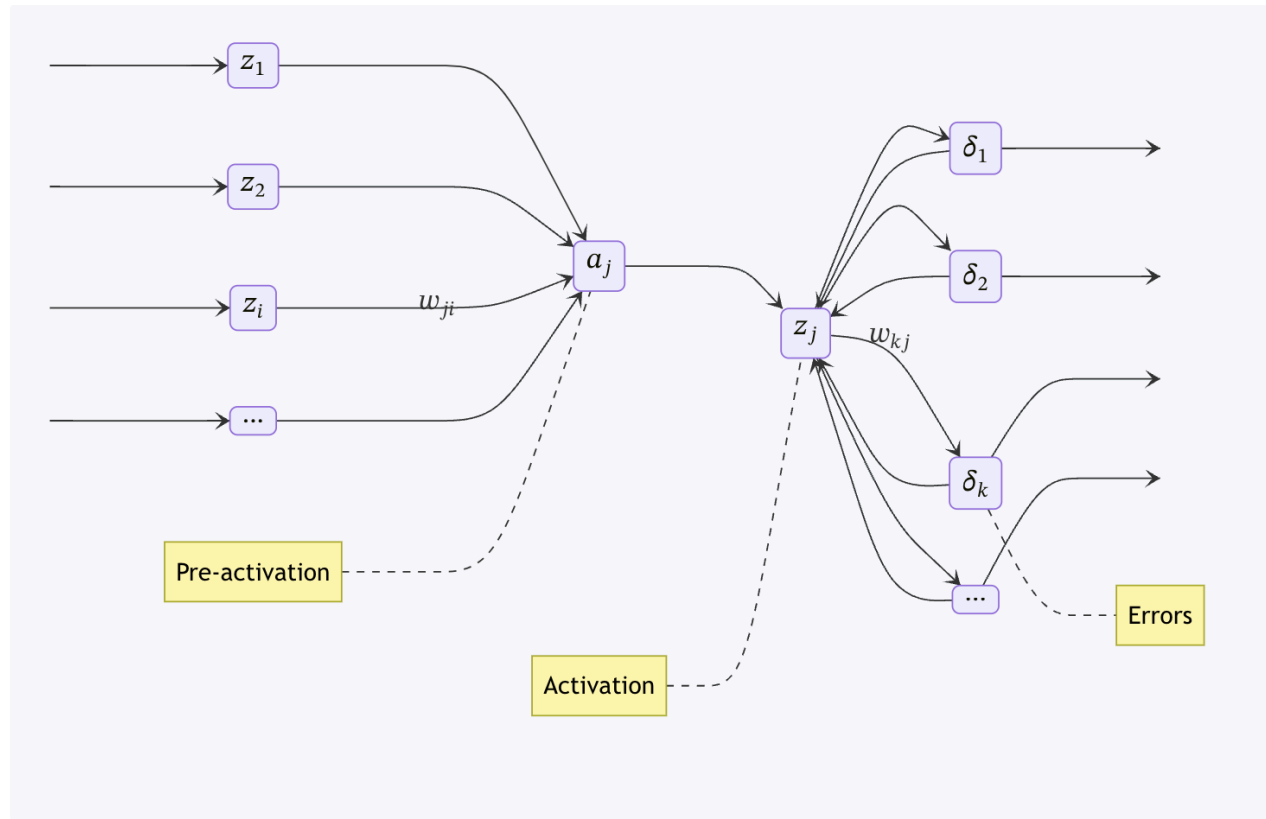 z₁
z₂
zᵢ
...
wⱼᵢ
aⱼ
zⱼ
wₖⱼ
δ₁
δ₂
δₖ
...
Pre-activation
Activation
Errors